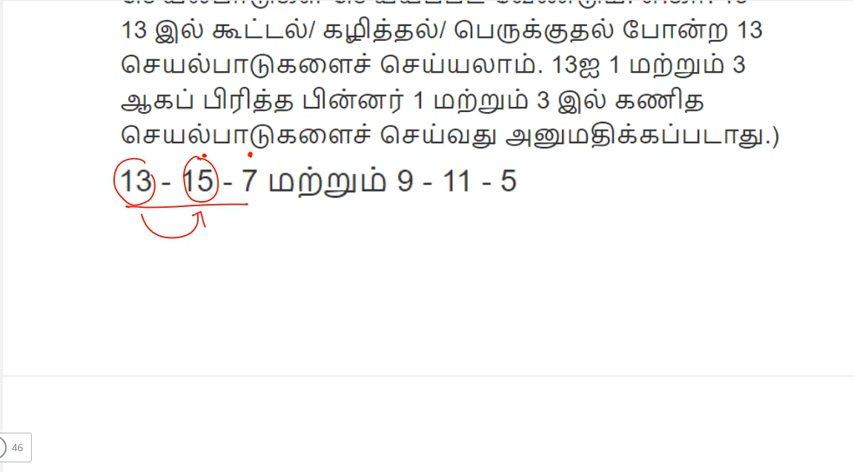 13 இல் கூட்டல்/ கழித்தல்/ பெருக்குதல் போன்ற 13
செயல்பாடுகளைச் செய்யலாம். 13ஐ 1 மற்றும் 3
ஆகப் பிரித்த பின்னர் 1 மற்றும் 3 இல் கணித
செயல்பாடுகளைச் செய்வது அனுமதிக்கப்படாது.)
13 - 15 - 7 மற்றும் 9 - 11 - 5
46